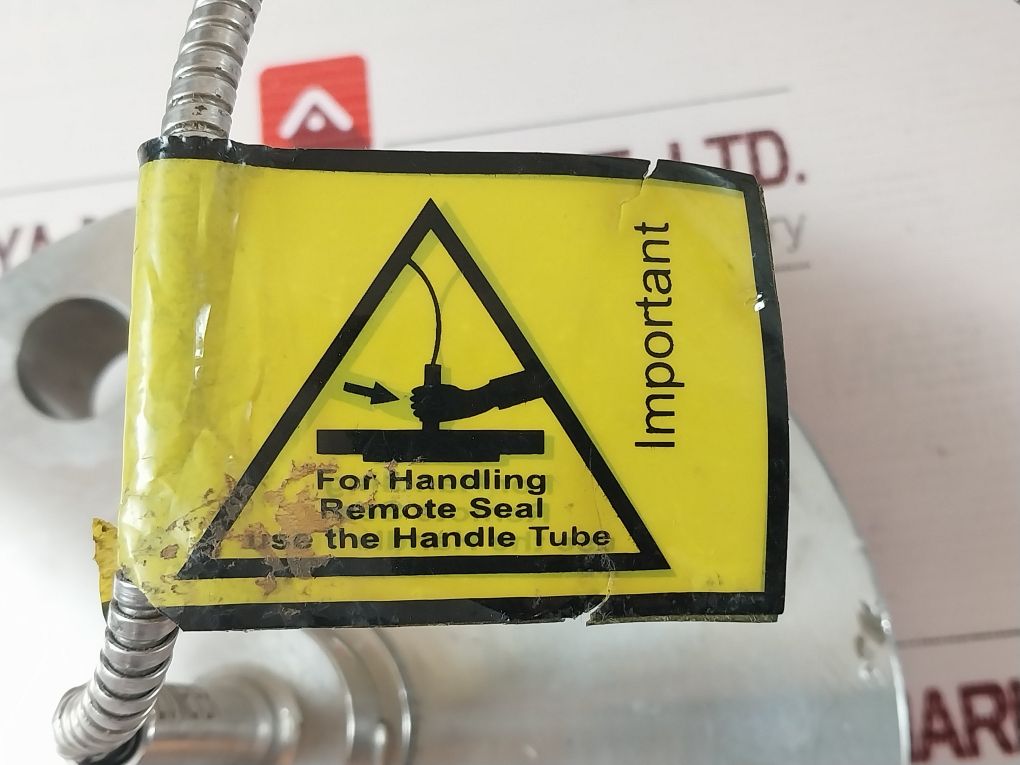 LTD.
Important
For Handling
Remote Seal
use the Handle Tube